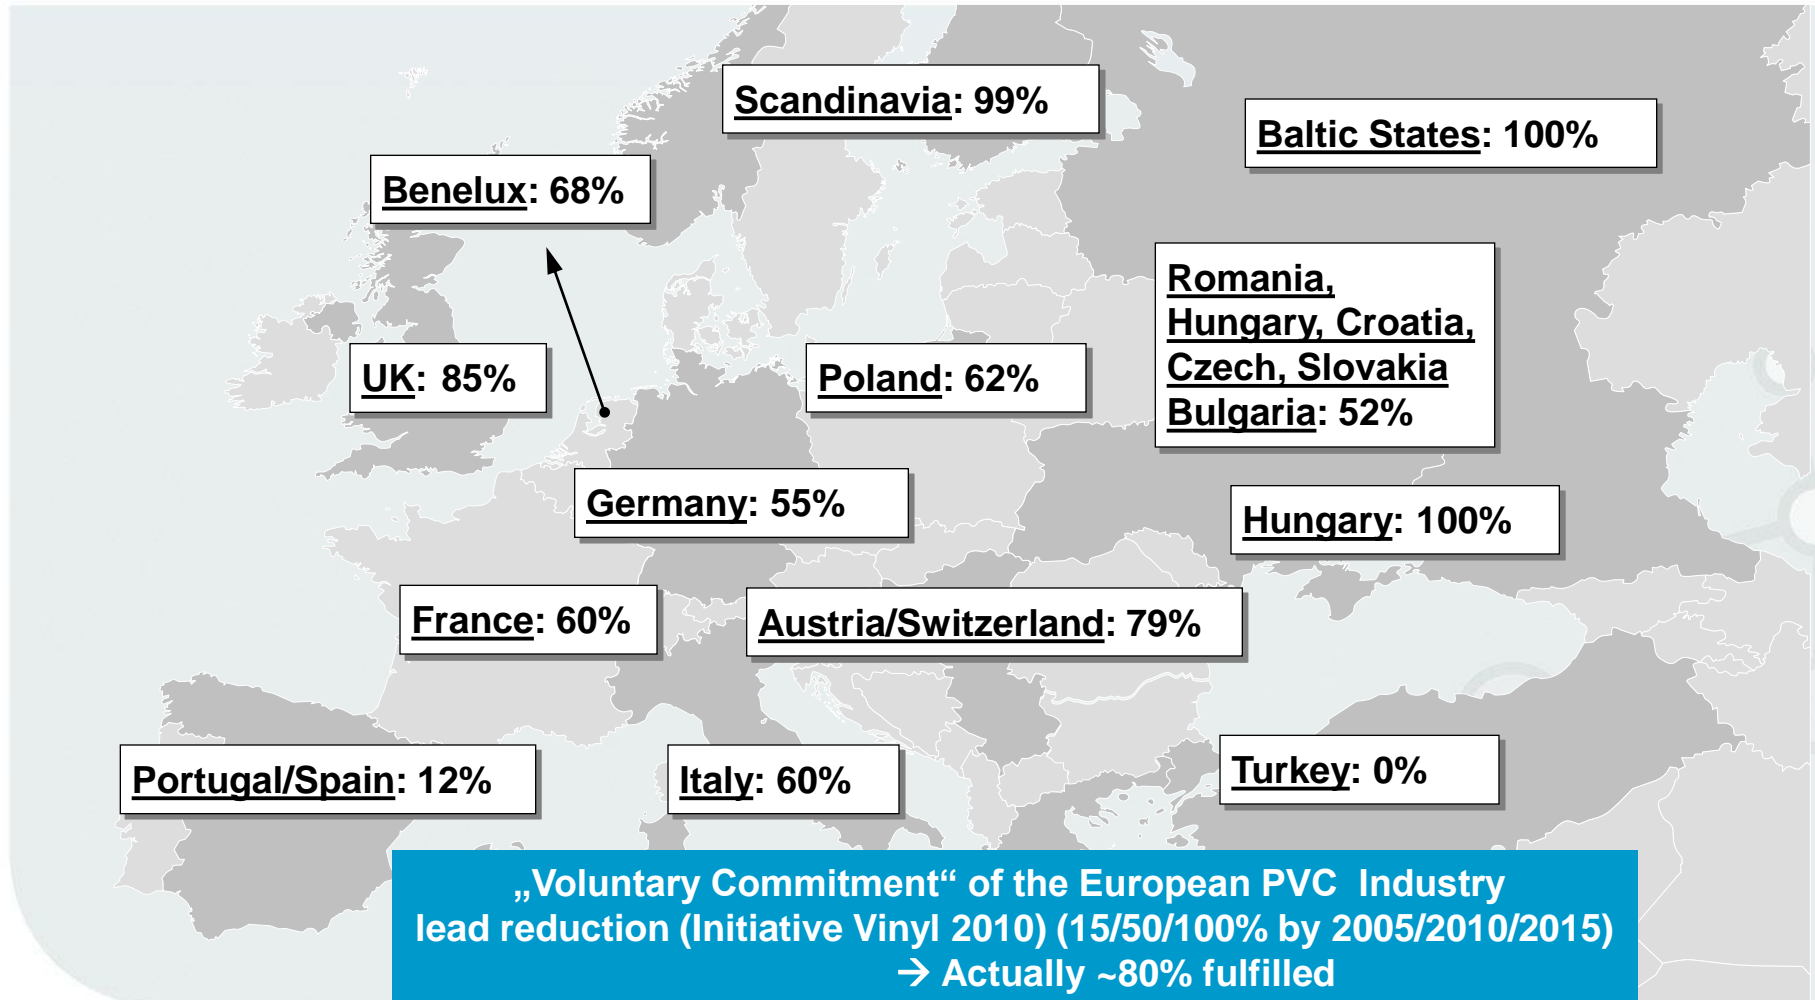 Scandinavia: 99%
Baltic States: 100%
Benelux: 68%
Romania,
Hungary, Croatia,
Czech, Slovakia
Bulgaria: 52%
UK: 85%
Poland: 62%
Germany: 55%
Hungary: 100%
France: 60%
Austria/Switzerland: 79%
Portugal/Spain: 12%
Italy: 60%
Turkey: 0%
„Voluntary Commitment“ of the European PVC Industry
lead reduction (Initiative Vinyl 2010) (15/50/100% by 2005/2010/2015)
→ Actually ~80% fulfilled